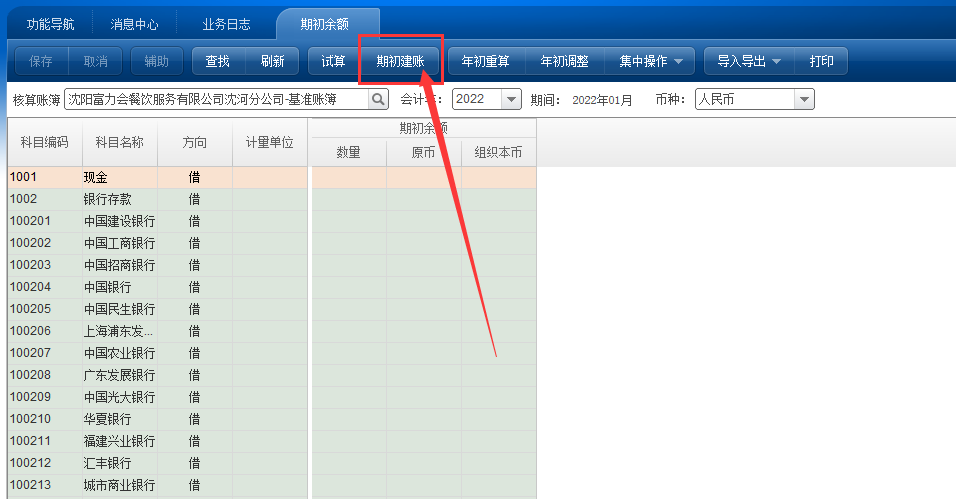 功能导航 消息中心 业务日志 期初余额
保存 取消 辅助 查找 刷新 试算 期初建账 年初重算 年初调整 集中操作 导入导出 打印
核算账簿 沈阳富力会餐饮服务有限公司沈河分公司-基准账簿 会计年: 2022 期间: 2022年01月 币种: 人民币
科目编码 科目名称 方向 计量单位 期初余额
数量 原币 组织本币
1001 现金 借
1002 银行存款 借
100201 中国建设银行 借
100202 中国工商银行 借
100203 中国招商银行 借
100204 中国银行 借
100205 中国民生银行 借
100206 上海浦东发... 借
100207 中国农业银行 借
100208 广东发展银行 借
100209 中国光大银行 借
100210 华夏银行 借
100211 福建兴业银行 借
100212 汇丰银行 借
100213 城市商业银行 借